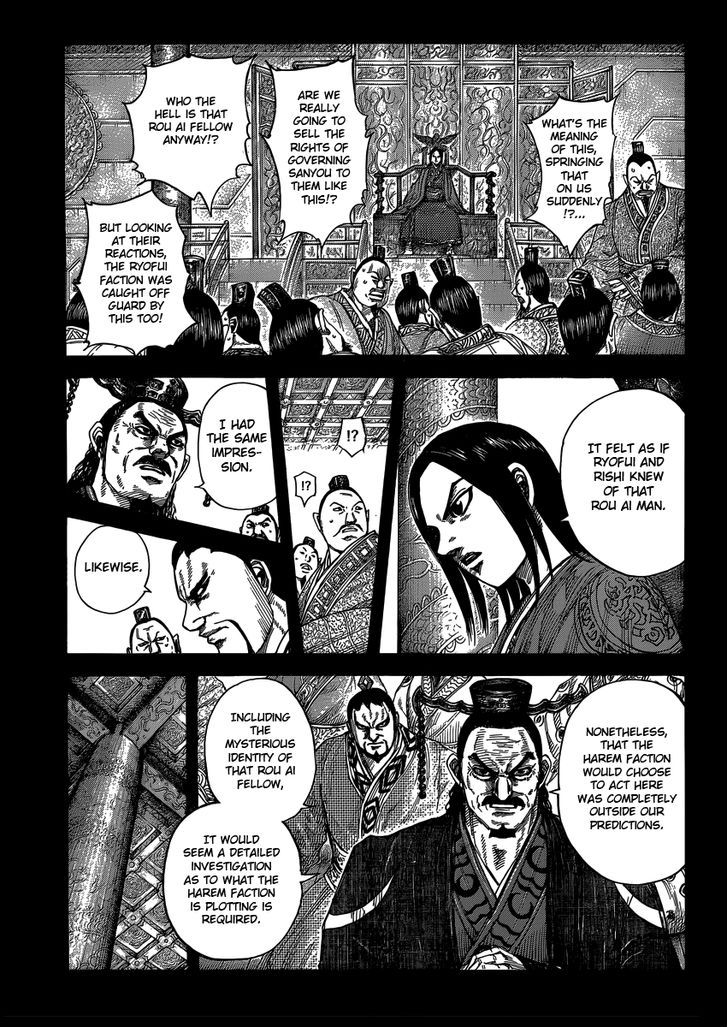 WHAT'S THE
MEANING
OF THIS,
SPRINGING
THAT
ON US
SUDDENLY
!?...
ARE WE
REALLY
GOING TO
SELL THE
RIGHTS OF
GOVERNING
SANYOU TO
THEM LIKE
THIS!?
WHO THE
HELL IS THAT
ROU AI FELLOW
ANYWAY!?
BUT LOOKING
AT THEIR
REACTIONS,
THE RYOFUI
FACTION WAS
CAUGHT OFF
GUARD BY
THIS TOO!
IT FELT AS IF
RYOFUI AND
RISHI KNEW
OF THAT
ROU AI MAN.
!?
!?
I HAD
THE SAME
IMPRES-
SION.
LIKEWISE.
NONETHELESS,
THAT THE
HAREM FACTION
WOULD CHOOSE
TO ACT HERE
WAS COMPLETELY
OUTSIDE OUR
PREDICTIONS.
INCLUDING
THE
MYSTERIOUS
IDENTITY OF
THAT ROU AI
FELLOW,
IT WOULD
SEEM A DETAILED
INVESTIGATION
AS TO WHAT THE
HAREM FACTION
IS PLOTTING IS
REQUIRED.